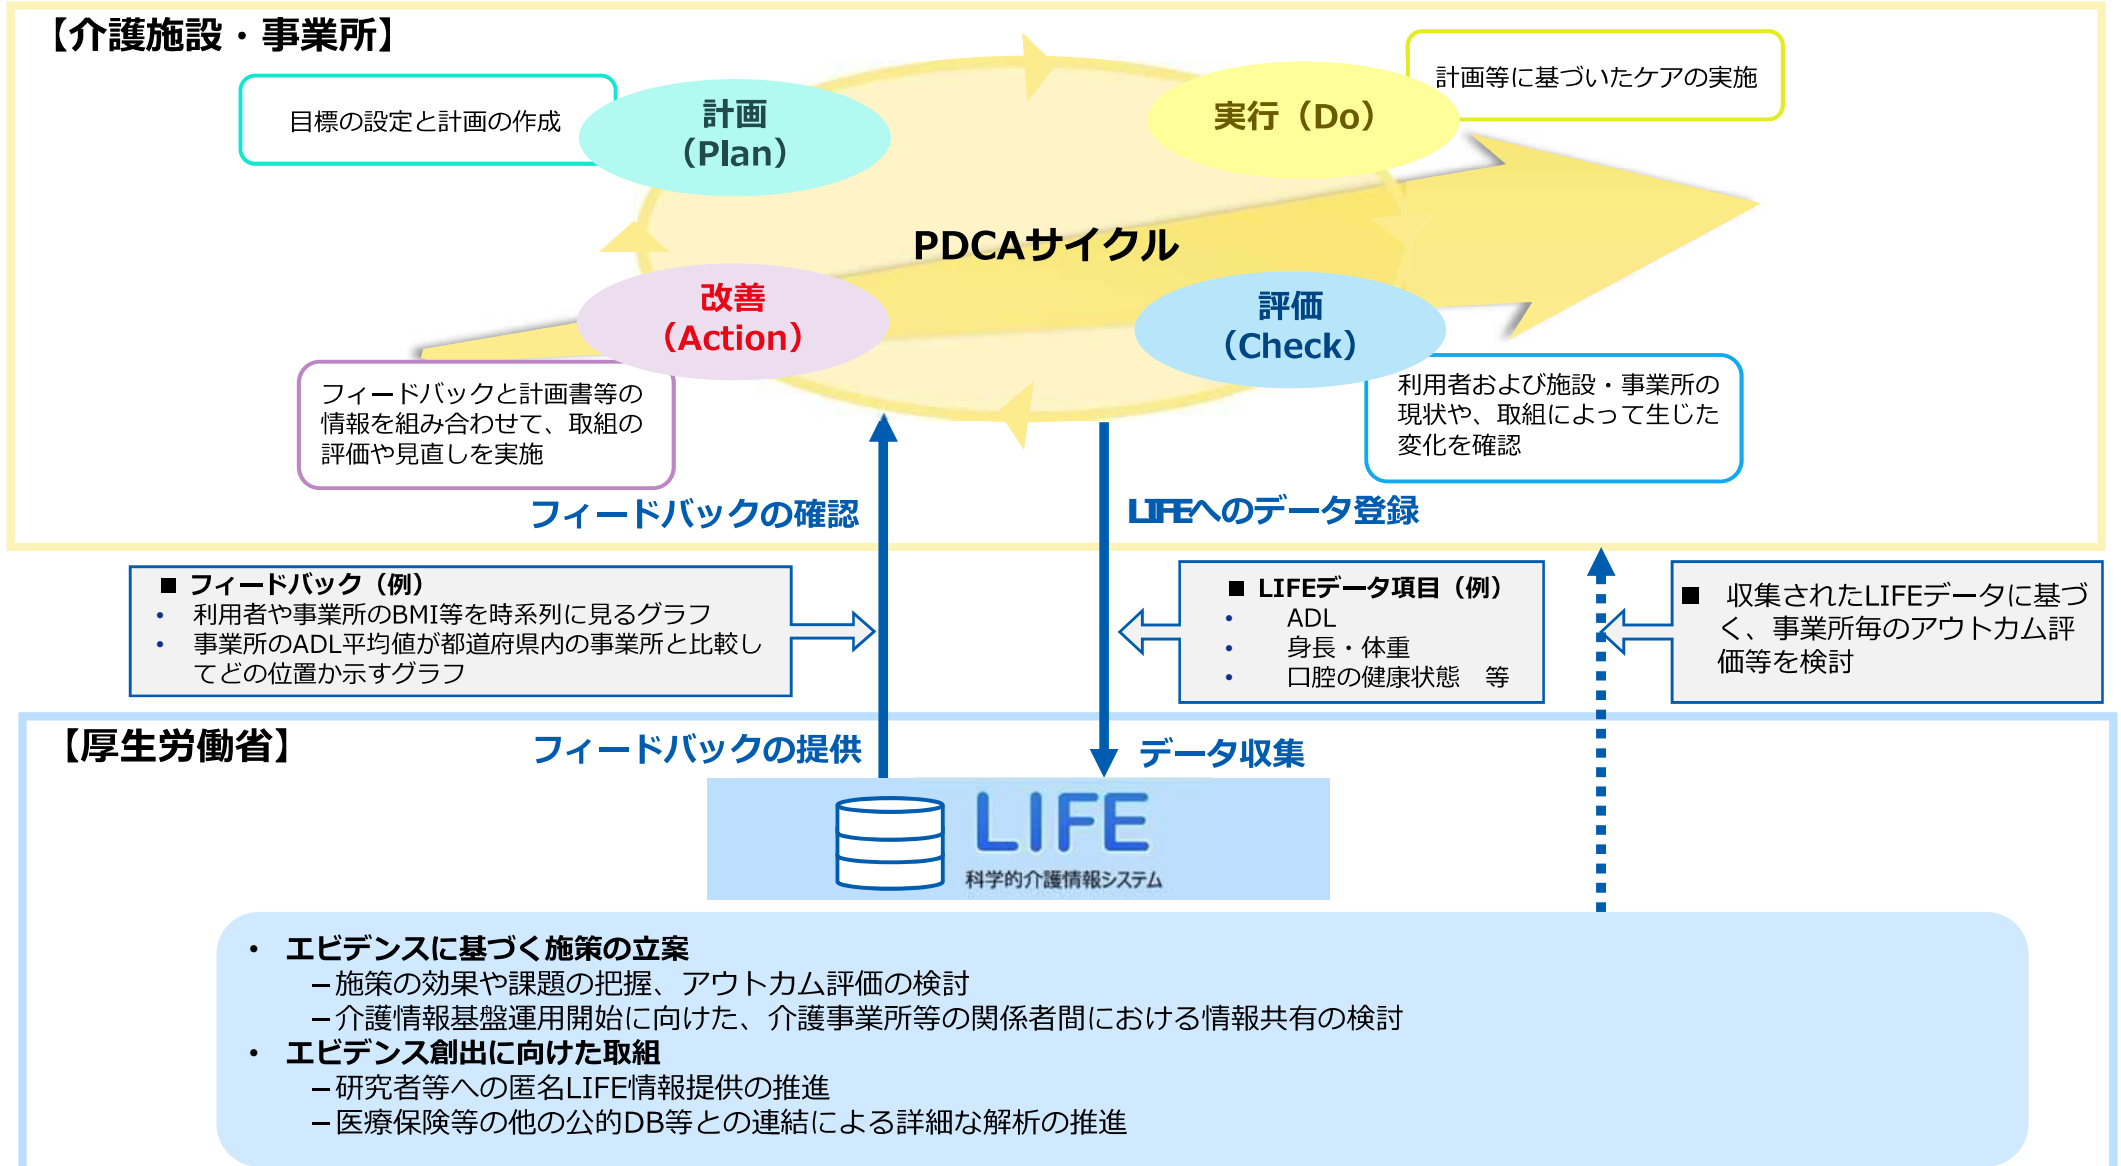 【介護施設・事業所】
目標の設定と計画の作成
計画
（Plan）
実行（Do）
計画等に基づいたケアの実施
PDCAサイクル
改善
（Action）
評価
（Check）
フィードバックと計画書等の
情報を組み合わせて、取組の
評価や見直しを実施
利用者および施設・事業所の
現状や、取組によって生じた
変化を確認
フィードバックの確認
LIFEへのデータ登録
■ フィードバック（例）
• 利用者や事業所のBMI等を時系列に見るグラフ
• 事業所のADL平均値が都道府県内の事業所と比較し
てどの位置か示すグラフ
■ LIFEデータ項目（例）
• ADL
• 身長・体重
• 口腔の健康状態　等
■ 収集されたLIFEデータに基づ
く、事業所毎のアウトカム評
価等を検討
【厚生労働省】
フィードバックの提供
データ収集
LIFE
科学的介護情報システム
• エビデンスに基づく施策の立案
－施策の効果や課題の把握、アウトカム評価の検討
－介護情報基盤運用開始に向けた、介護事業所等の関係者間における情報共有の検討
• エビデンス創出に向けた取組
－研究者等への匿名LIFE情報提供の推進
－医療保険等の他の公的DB等との連結による詳細な解析の推進